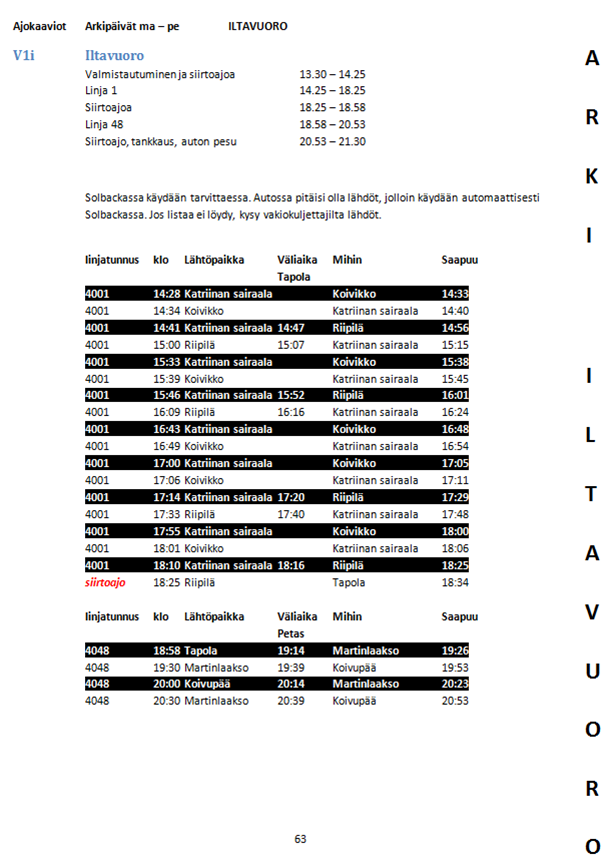 Ajokaaviot Arkipäivät ma – pe ILTAVUORO
V1i Iltavuoro
Valmistautuminen ja siirtoajoa 13.30 – 14.25
Linja 1 14.25 – 18.25
Siirtoajoa 18.25 – 18.58
Linja 48 18.58 – 20.53
Siirtoajo, tankkaus, auton pesu 20.53 – 21.30
Solbackassa käydään tarvittaessa. Autossa pitäisi olla lähdöt, jolloin käydään automaattisesti
Solbackassa. Jos listaa ei löydy, kysy vakiokuljettajilta lähdöt.
linjatunnus klo Lähtöpaikka Väliaika Mihin Saapuu
Tapola
4001 14:28 Katriinan sairaala Koivikko 14:33
4001 14:34 Koivikko Katriinan sairaala 14:40
4001 14:41 Katriinan sairaala 14:47 Riipilä 14:56
4001 15:00 Riipilä 15:07 Katriinan sairaala 15:15
4001 15:33 Katriinan sairaala Koivikko 15:38
4001 15:39 Koivikko Katriinan sairaala 15:45
4001 15:46 Katriinan sairaala 15:52 Riipilä 16:01
4001 16:09 Riipilä 16:16 Katriinan sairaala 16:24
4001 16:43 Katriinan sairaala Koivikko 16:48
4001 16:49 Koivikko Katriinan sairaala 16:54
4001 17:00 Katriinan sairaala Koivikko 17:05
4001 17:06 Koivikko Katriinan sairaala 17:11
4001 17:14 Katriinan sairaala 17:20 Riipilä 17:29
4001 17:33 Riipilä 17:40 Katriinan sairaala 17:48
4001 17:55 Katriinan sairaala Koivikko 18:00
4001 18:01 Koivikko Katriinan sairaala 18:06
4001 18:10 Katriinan sairaala 18:16 Riipilä 18:25
siirtoajo 18:25 Riipilä Tapola 18:34
linjatunnus klo Lähtöpaikka Väliaika Mihin Saapuu
Petas
4048 18:58 Tapola 19:14 Martinlaakso 19:26
4048 19:30 Martinlaakso 19:39 Koivupää 19:53
4048 20:00 Koivupää 20:14 Martinlaakso 20:23
4048 20:30 Martinlaakso 20:39 Koivupää 20:53
63
A
R
K
I
I
L
T
A
V
U
O
R
O